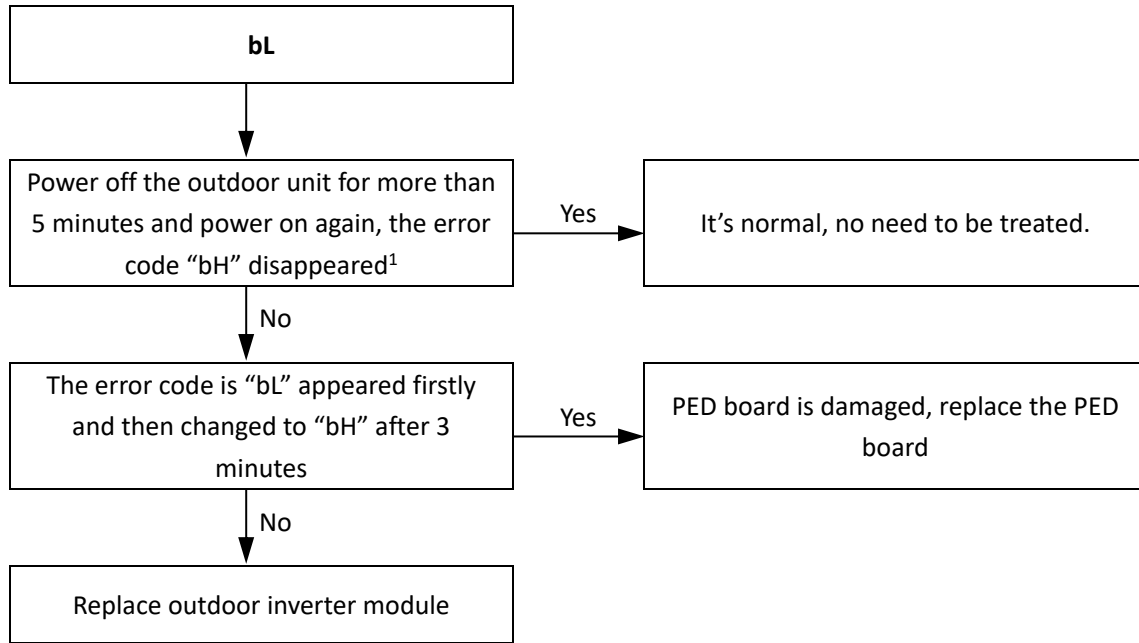 bL
Power off the outdoor unit for more than
5 minutes and power on again, the error
code “bH” disappeared¹
Yes
It’s normal, no need to be treated.
No
The error code is “bL” appeared firstly
and then changed to “bH” after 3
minutes
Yes
PED board is damaged, replace the PED
board
No
Replace outdoor inverter module